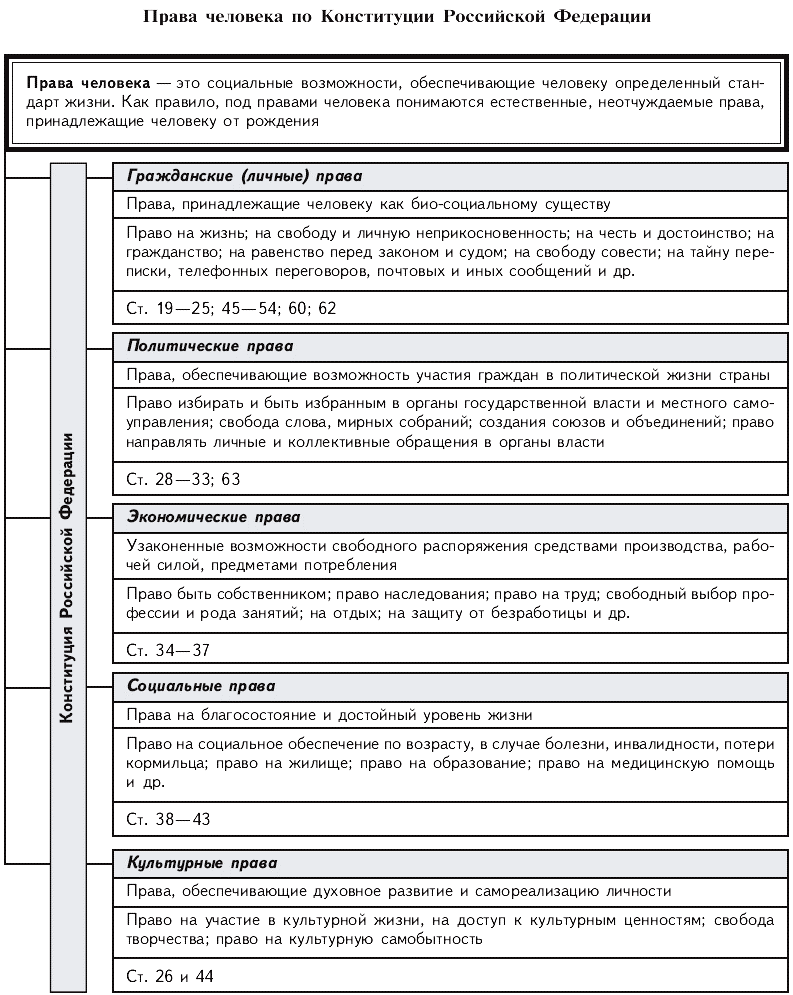 Права человека по Конституции Российской Федерации
Права человека — это социальные возможности, обеспечивающие человеку определенный стан-
дарт жизни. Как правило, под правами человека понимаются естественные, неотчуждаемые права,
принадлежащие человеку от рождения
Конституция Российской Федерации
Гражданские (личные) права
Права, принадлежащие человеку как био-социальному существу
Право на жизнь; на свободу и личную неприкосновенность; на честь и достоинство; на
гражданство; на равенство перед законом и судом; на свободу совести; на тайну пере-
писки, телефонных переговоров, почтовых и иных сообщений и др.
Ст. 19—25; 45—54; 60; 62
Политические права
Права, обеспечивающие возможность участия граждан в политической жизни страны
Право избирать и быть избранным в органы государственной власти и местного само-
управления; свобода слова, мирных собраний; создания союзов и объединений; право
направлять личные и коллективные обращения в органы власти
Ст. 28—33; 63
Экономические права
Узаконенные возможности свободного распоряжения средствами производства, рабо-
чей силой, предметами потребления
Право быть собственником; право наследования; право на труд; свободный выбор про-
фессии и рода занятий; на отдых; на защиту от безработицы и др.
Ст. 34—37
Социальные права
Права на благосостояние и достойный уровень жизни
Право на социальное обеспечение по возрасту, в случае болезни, инвалидности, потери
кормильца; право на жилище; право на образование; право на медицинскую помощь
и др.
Ст. 38—43
Культурные права
Права, обеспечивающие духовное развитие и самореализацию личности
Право на участие в культурной жизни, на доступ к культурным ценностям; свобода
творчества; право на культурную самобытность
Ст. 26 и 44